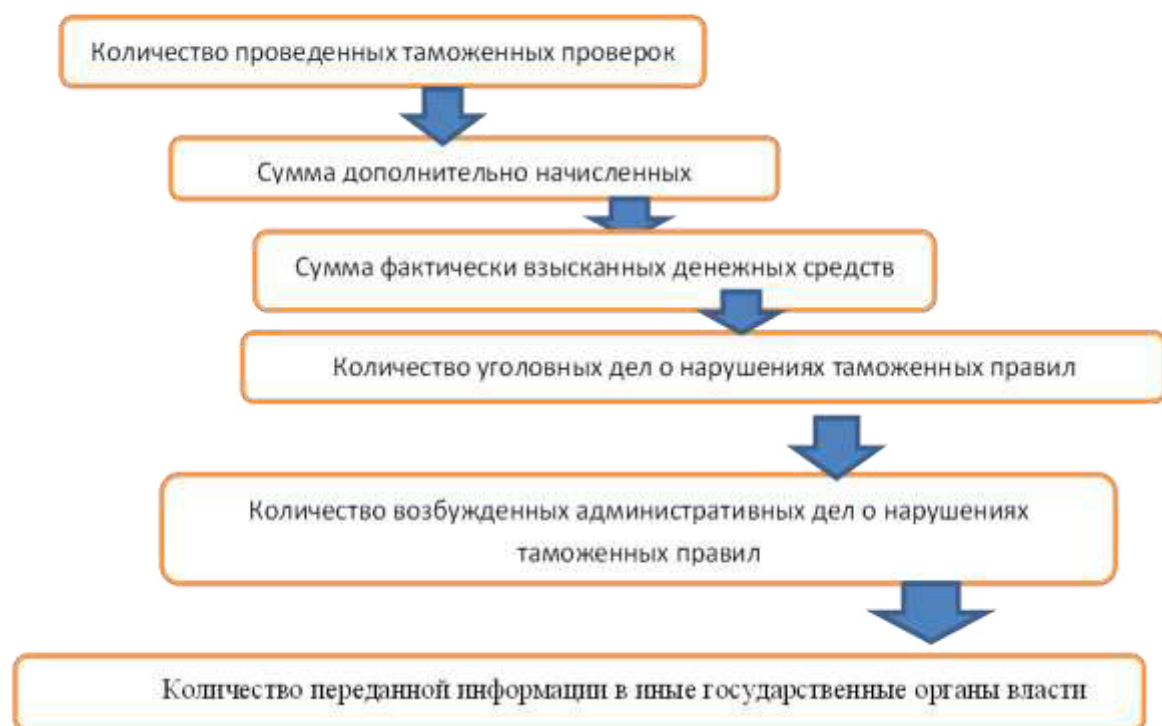 Количество проведенных таможенных проверок
Сумма дополнительно начисленных
Сумма фактически взысканных денежных средств
Количество уголовных дел о нарушениях таможенных правил
Количество возбужденных административных дел о нарушениях
таможенных правил
Количество переданной информации в иные государственные органы власти